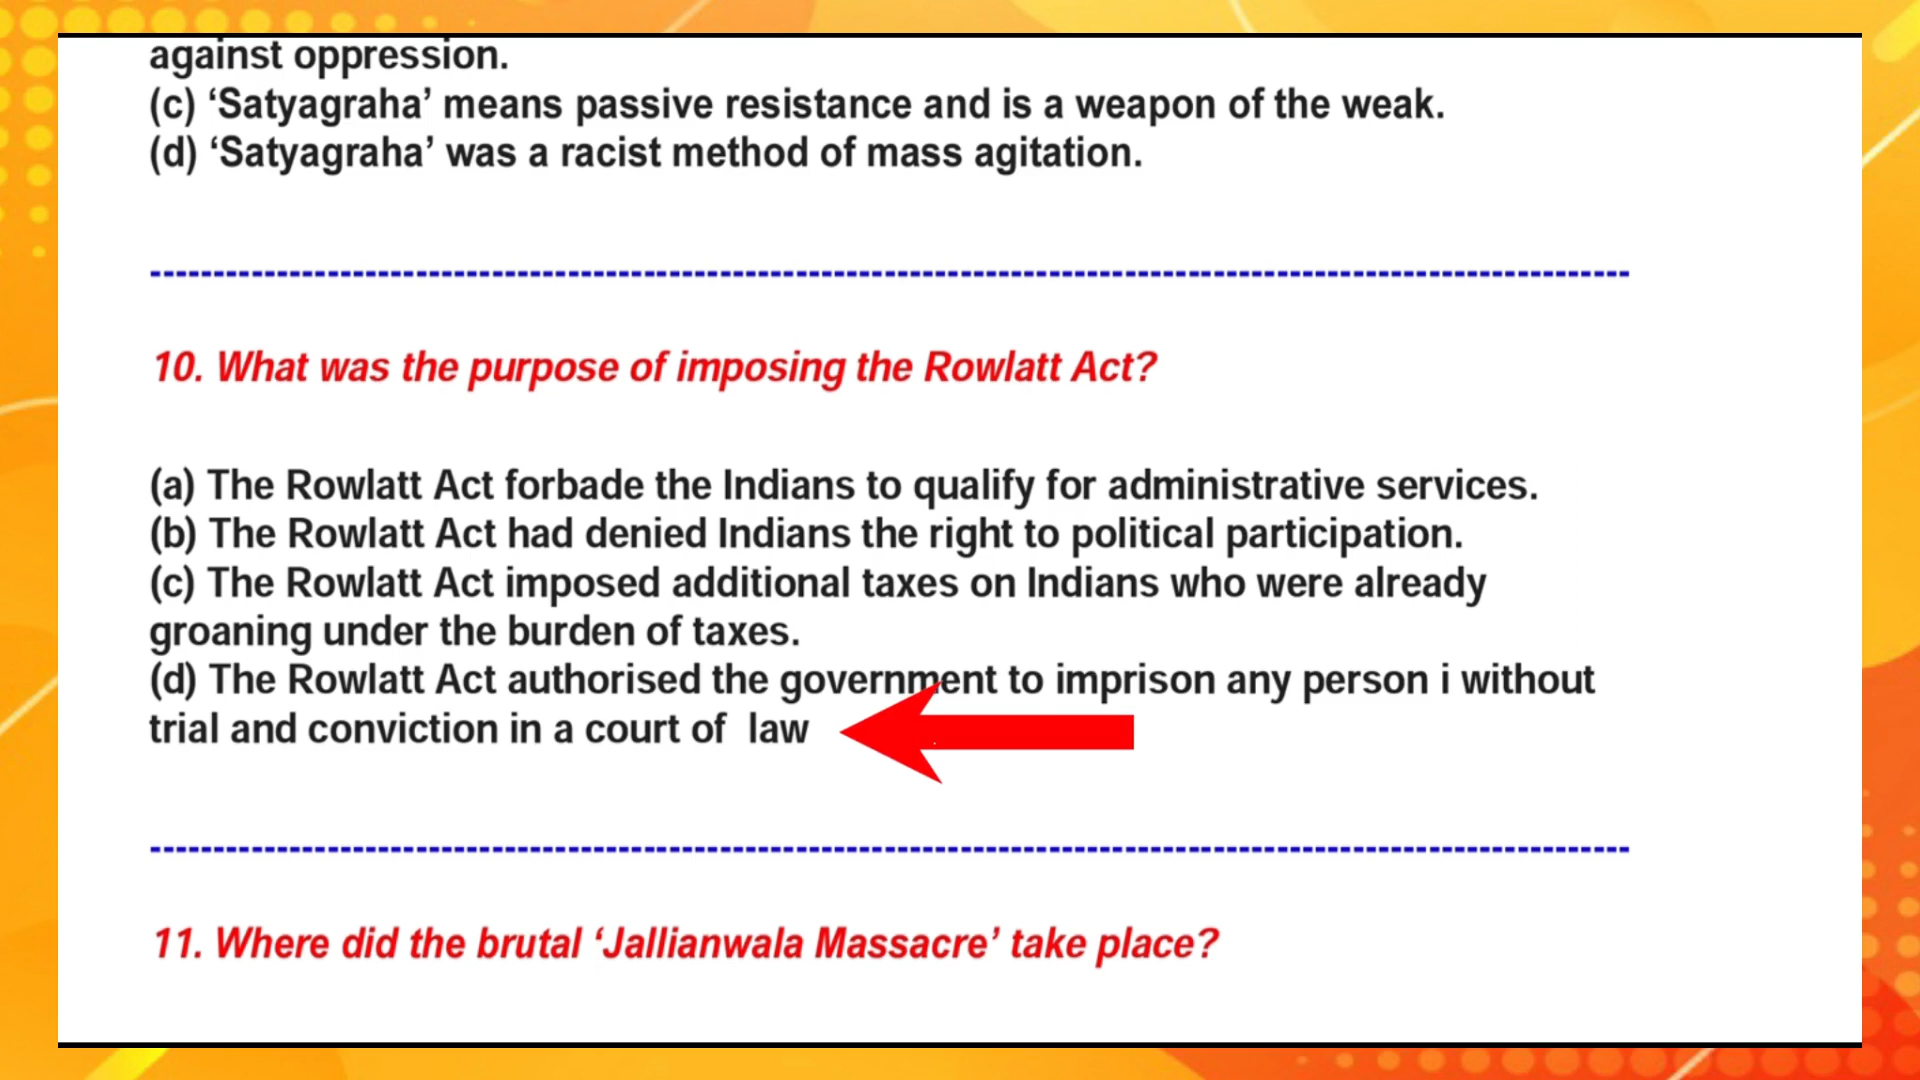 against oppression.
(c) ‘Satyagraha’ means passive resistance and is a weapon of the weak.
(d) ‘Satyagraha’ was a racist method of mass agitation.
--------------------------------------------------------------------------------------------------------------------
10. What was the purpose of imposing the Rowlatt Act?
(a) The Rowlatt Act forbade the Indians to qualify for administrative services.
(b) The Rowlatt Act had denied Indians the right to political participation.
(c) The Rowlatt Act imposed additional taxes on Indians who were already
groaning under the burden of taxes.
(d) The Rowlatt Act authorised the government to imprison any person i without
trial and conviction in a court of  law
--------------------------------------------------------------------------------------------------------------------
11. Where did the brutal ‘Jallianwala Massacre’ take place?